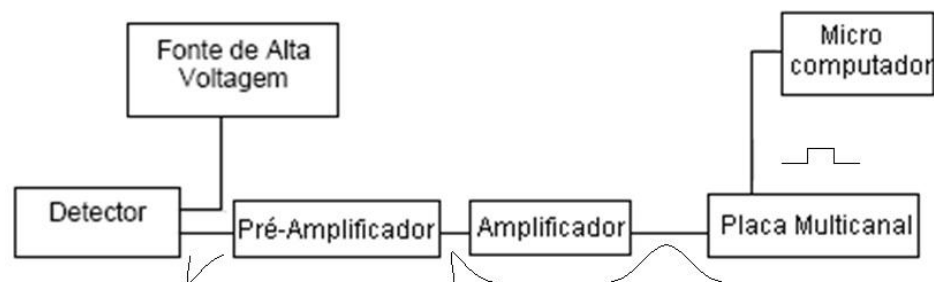 Fonte de Alta
Voltagem
Micro
computador
Detector
Pré-Amplificador
Amplificador
Placa Multicanal